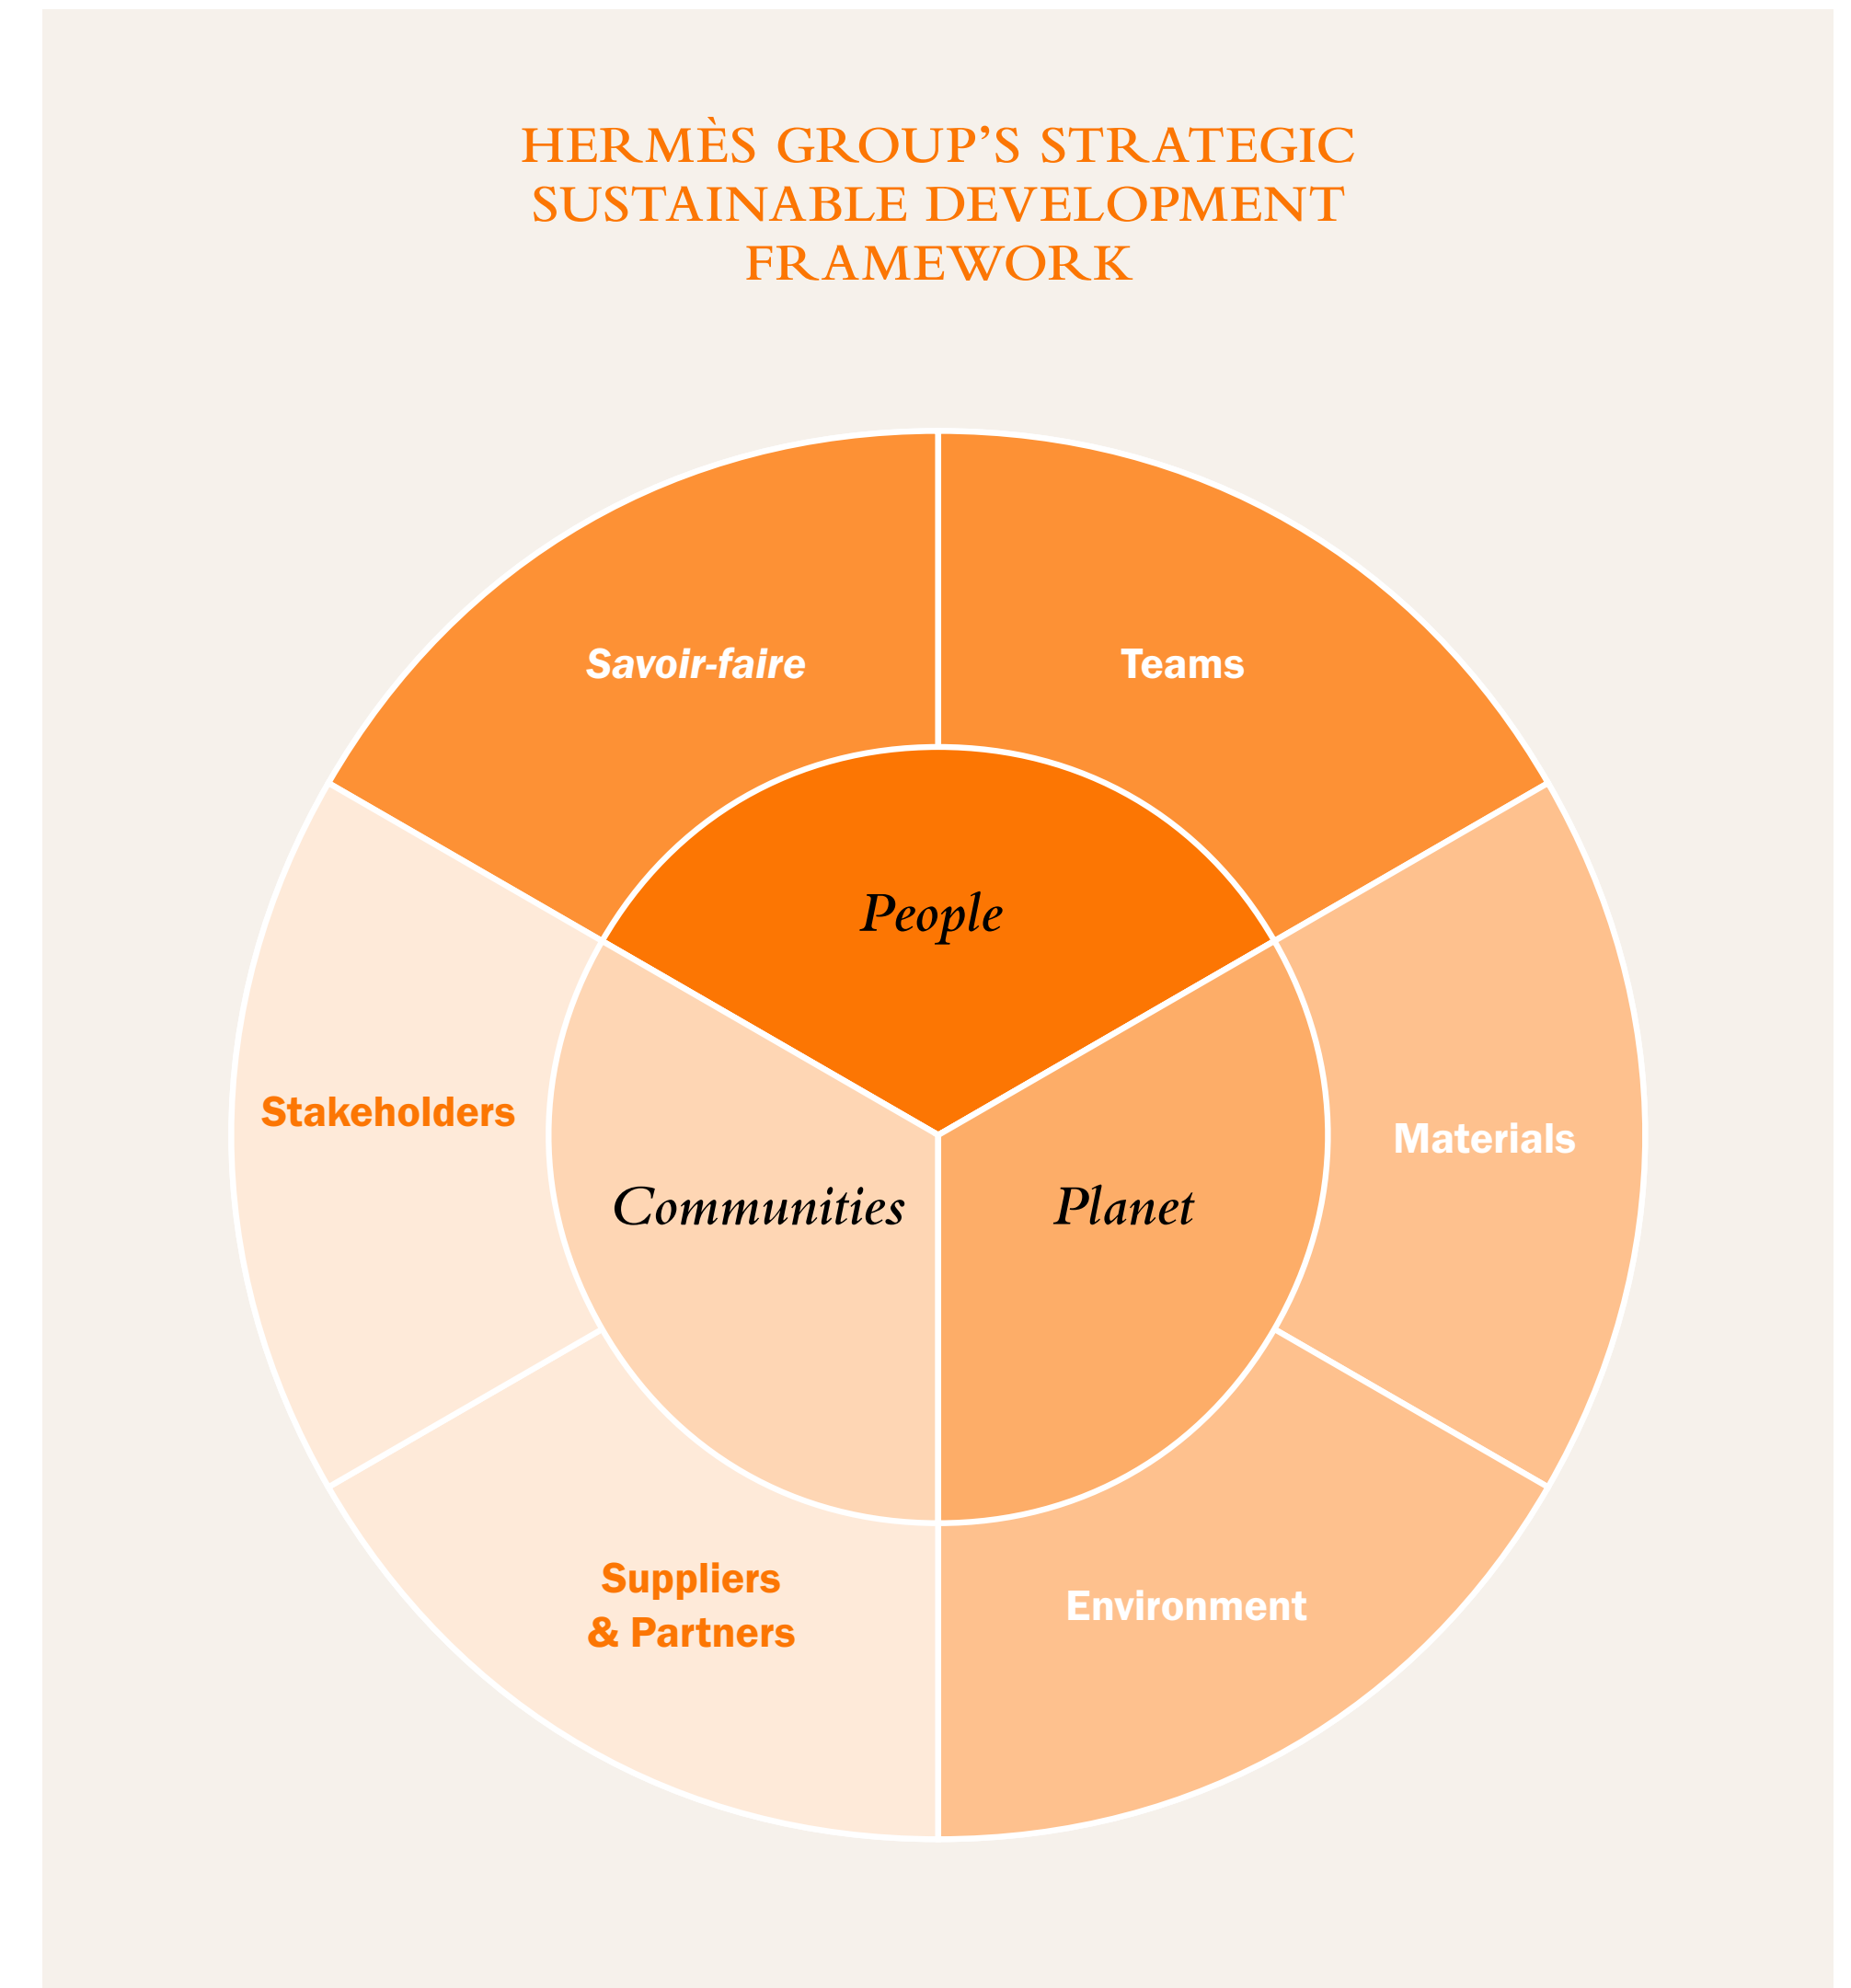 HERMÈS GROUP’S STRATEGIC
SUSTAINABLE DEVELOPMENT
FRAMEWORK
Savoir-faire
Teams
People
Stakeholders
Materials
Communities
Planet
Suppliers
& Partners
Environment